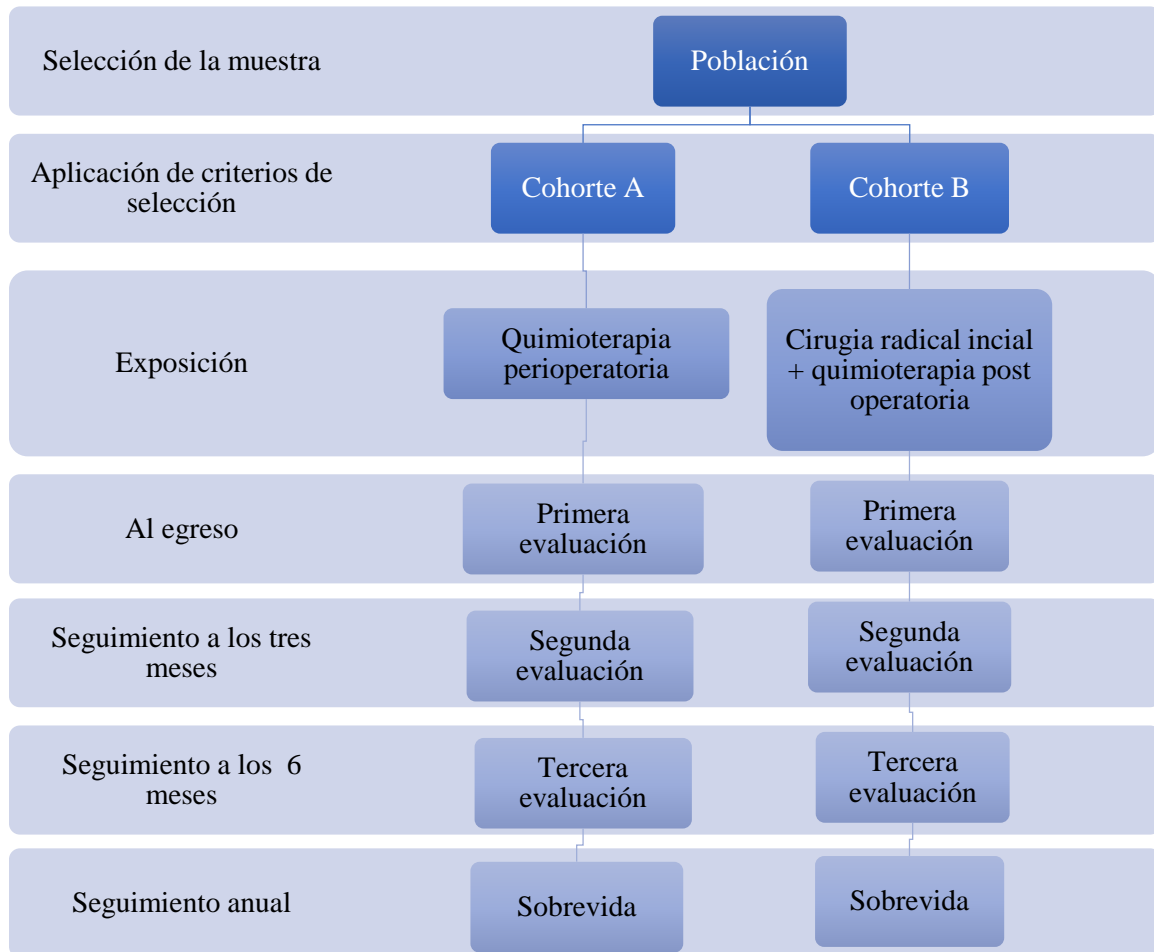 Selección de la muestra
Población
Aplicación de criterios de
selección
Cohorte A
Cohorte B
Exposición
Quimioterapia
perioperatoria
Cirugia radical incial
+ quimioterapia post
operatoria
Al egreso
Primera
evaluación
Primera
evaluación
Seguimiento a los tres
meses
Segunda
evaluación
Segunda
evaluación
Seguimiento a los 6
meses
Tercera
evaluación
Tercera
evaluación
Seguimiento anual
Sobrevida
Sobrevida